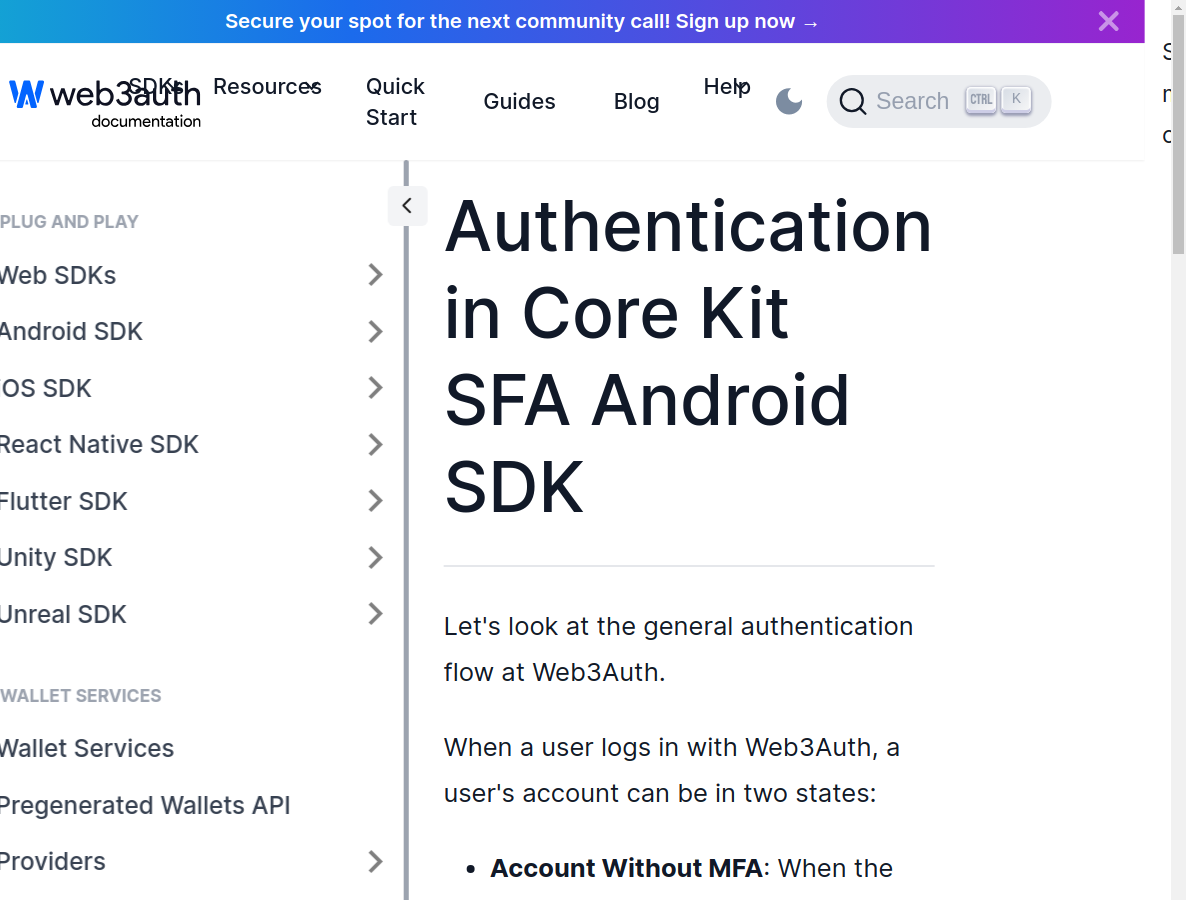 Secure your spot for the next community call! Sign up now →
web3auth
documentation
SDKs
Resources
Quick
Start
Guides
Blog
Help
Search
CTRL
K
PLUG AND PLAY
Web SDKs
Android SDK
iOS SDK
React Native SDK
Flutter SDK
Unity SDK
Unreal SDK
WALLET SERVICES
Wallet Services
Pregenerated Wallets API
Providers
Authentication
in Core Kit
SFA Android
SDK
Let's look at the general authentication
flow at Web3Auth.
When a user logs in with Web3Auth, a
user's account can be in two states:
• Account Without MFA: When the